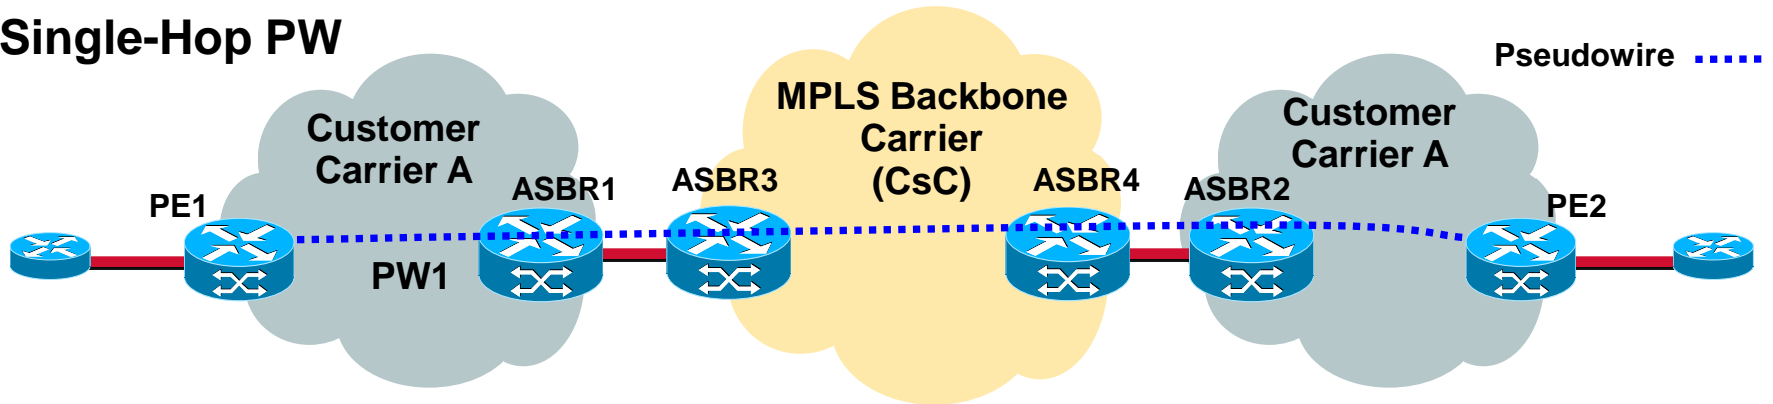 Single-Hop PW
Pseudowire
Customer
Carrier A
MPLS Backbone
Carrier
(CsC)
Customer
Carrier A
PE1
ASBR1
ASBR3
ASBR4
ASBR2
PE2
PW1